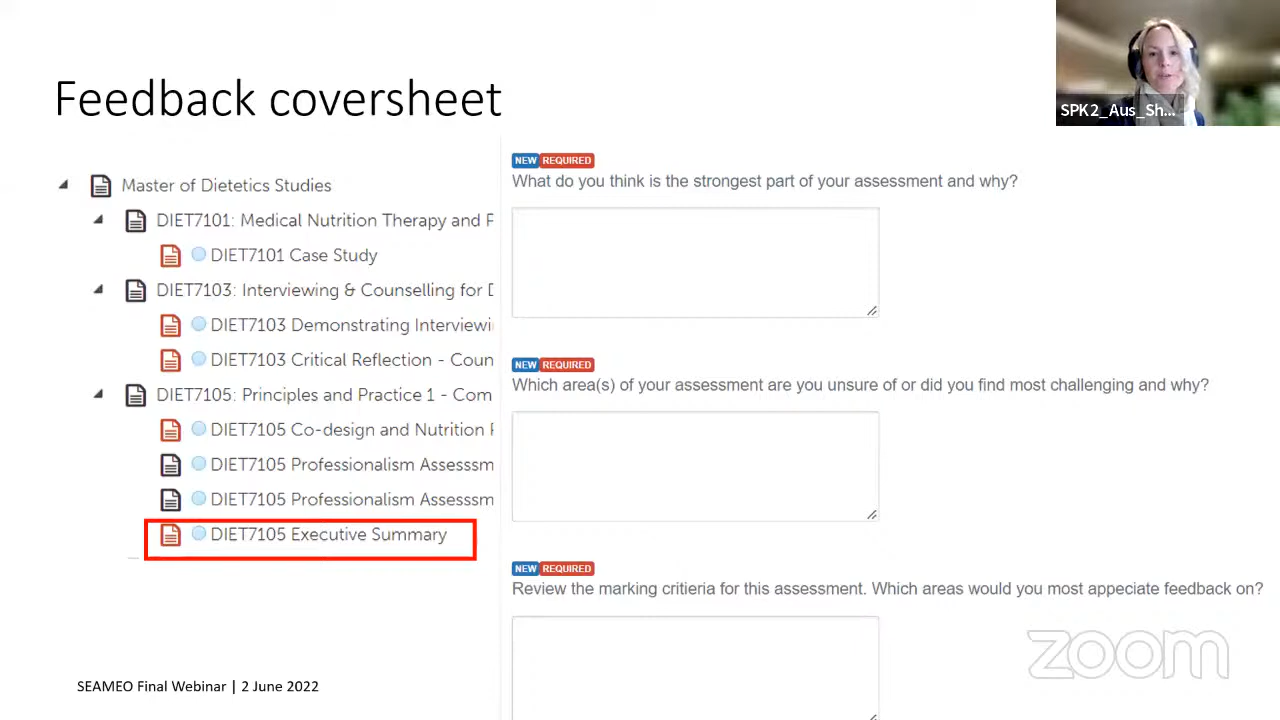 Feedback coversheet
SPK2_Aus_Sh...
Master of Dietetics Studies
DIET7101: Medical Nutrition Therapy and P
DIET7101 Case Study
DIET7103: Interviewing & Counselling for D
DIET7103 Demonstrating Interviewi
DIET7103 Critical Reflection - Coun
DIET7105: Principles and Practice 1 - Com
DIET7105 Co-design and Nutrition P
DIET7105 Professionalism Assesssm
DIET7105 Professionalism Assesssm
DIET7105 Executive Summary
NEW REQUIRED
What do you think is the strongest part of your assessment and why?
NEW REQUIRED
Which area(s) of your assessment are you unsure of or did you find most challenging and why?
NEW REQUIRED
Review the marking critieria for this assessment. Which areas would you most appeciate feedback on?
zoom
SEAMEO Final Webinar | 2 June 2022